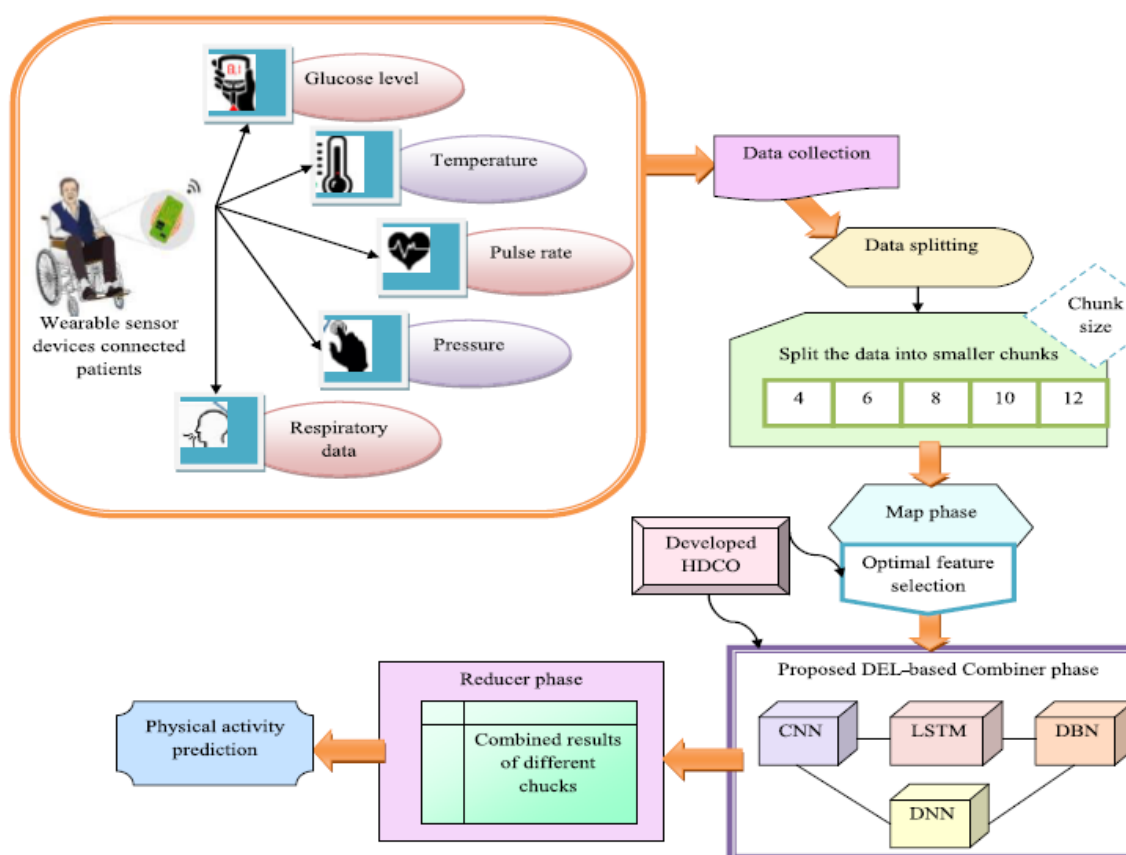 Glucose level
Temperature
Pulse rate
Pressure
Respiratory
data
Wearable sensor
devices connected
patients
Data collection
Data splitting
Chunk
size
Split the data into smaller chunks
4 6 8 10 12
Map phase
Optimal feature
selection
Developed
HDCO
Proposed DEL–based Combiner phase
CNN LSTM DBN
DNN
Reducer phase
Combined results
of different
chucks
Physical activity
prediction